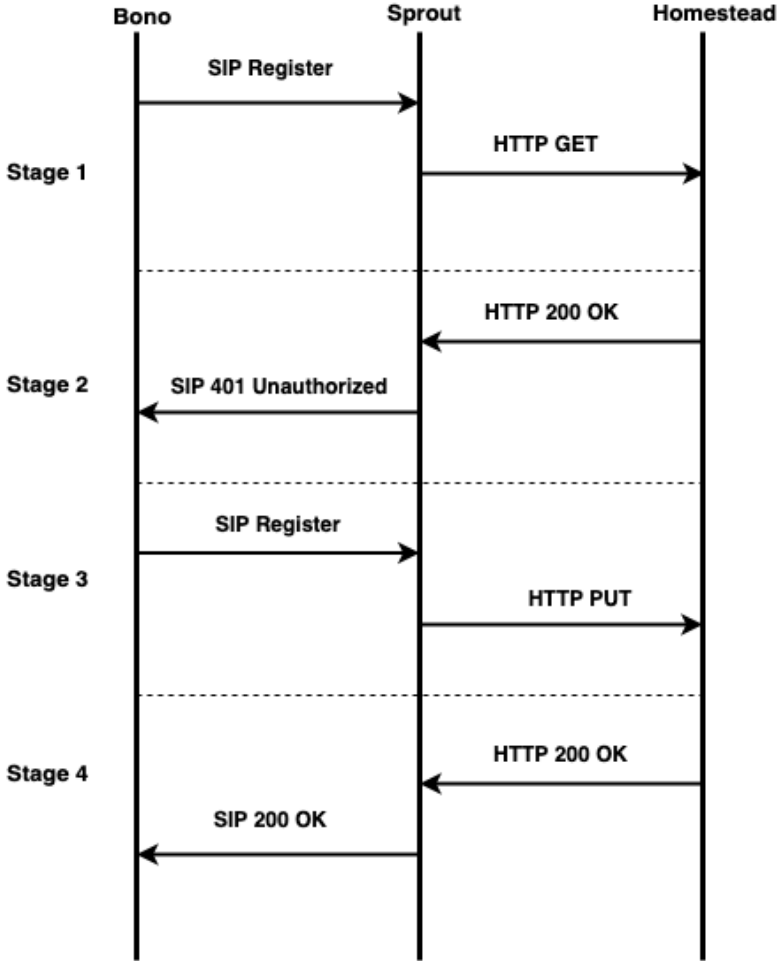 Bono
Sprout
Homestead
SIP Register
HTTP GET
Stage 1
HTTP 200 OK
Stage 2
SIP 401 Unauthorized
SIP Register
Stage 3
HTTP PUT
HTTP 200 OK
Stage 4
SIP 200 OK